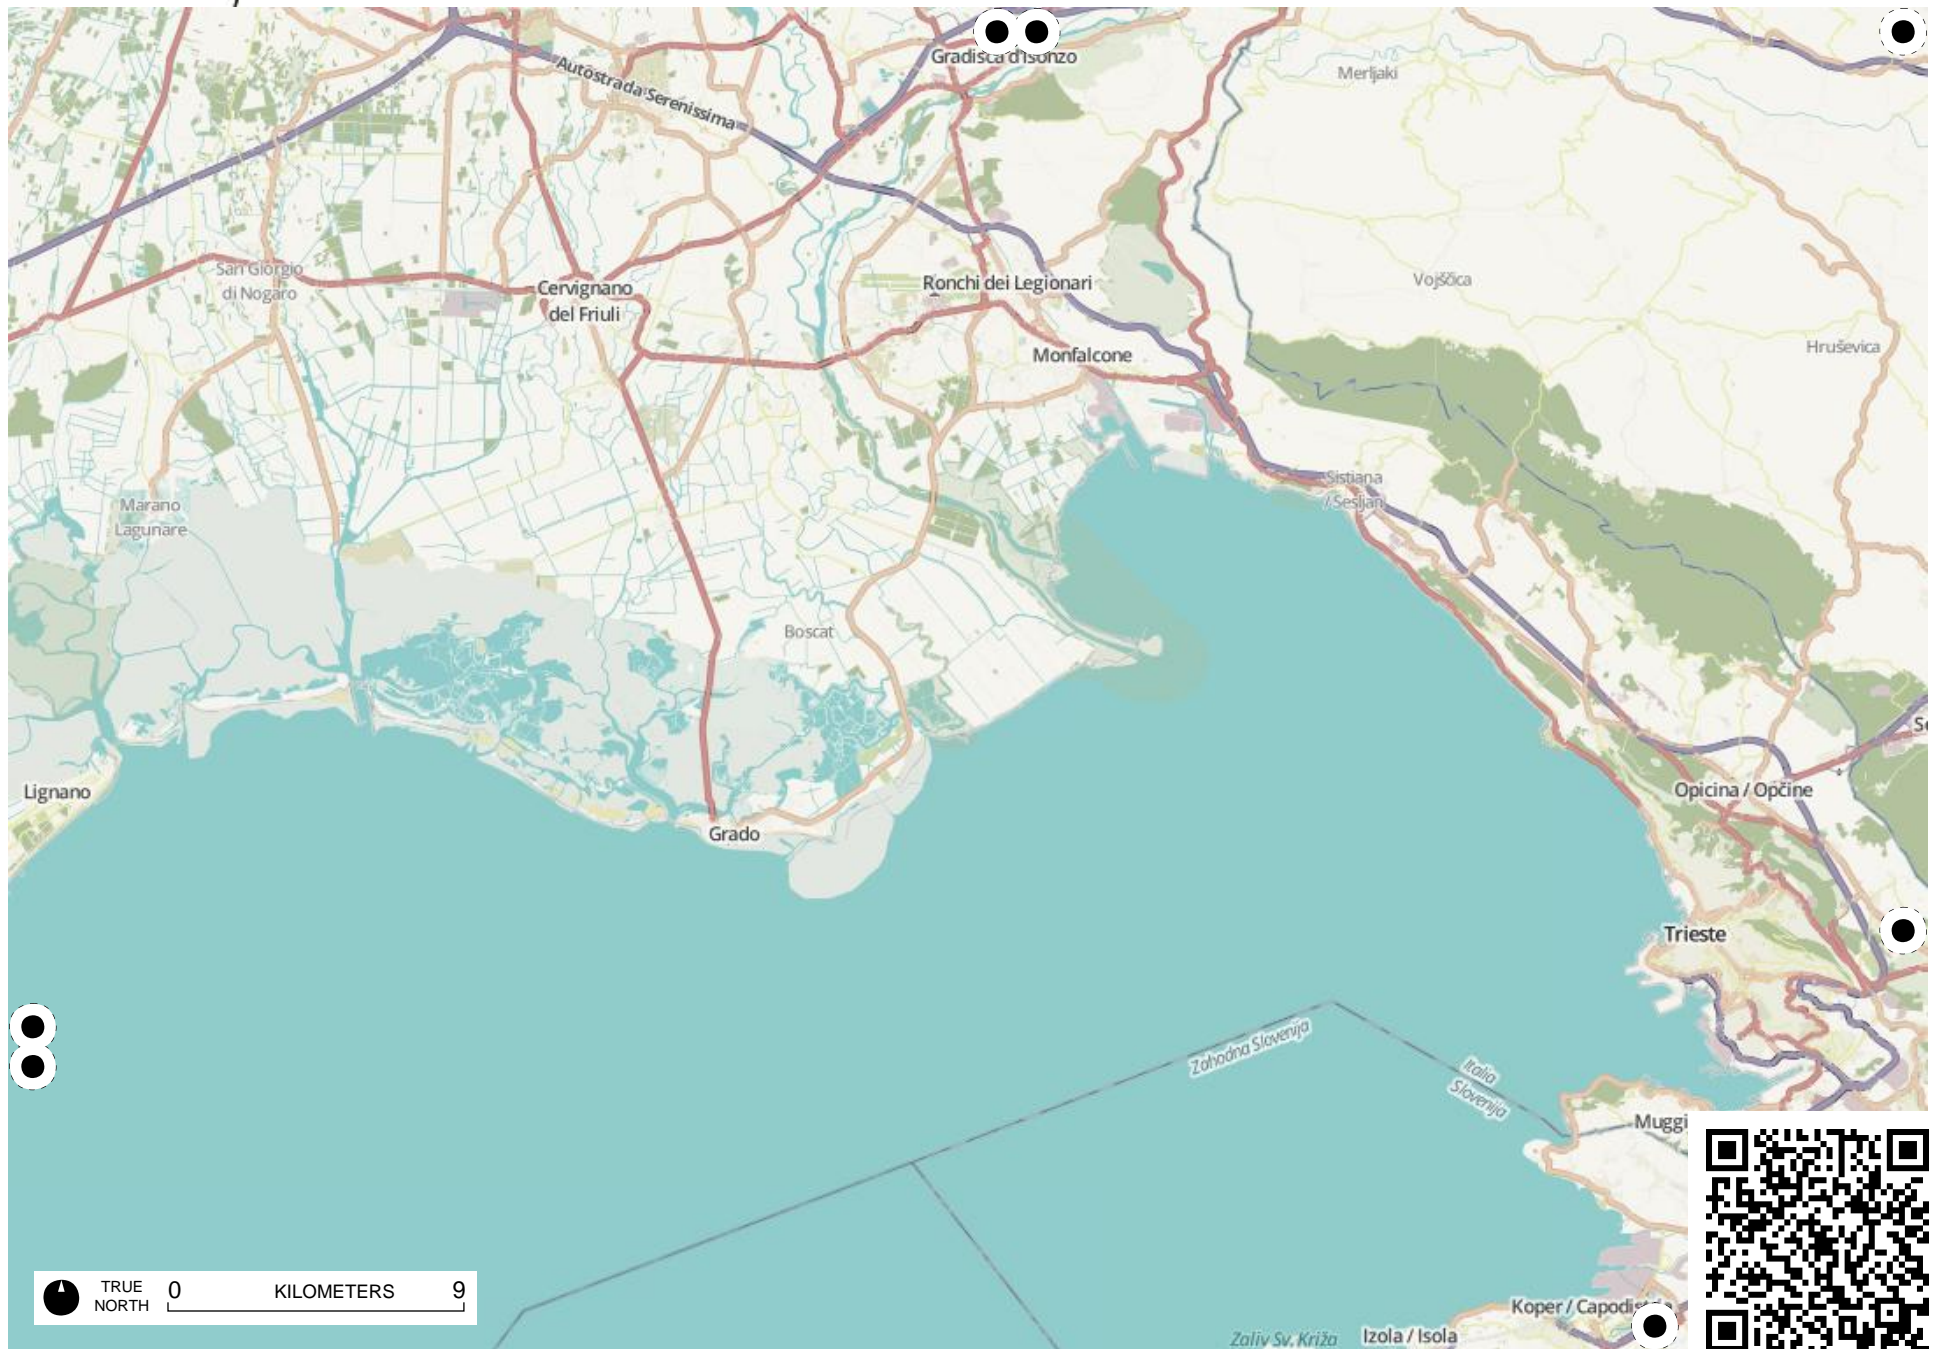 Gradisca d'Isonzo
Merljaki
Autostrada Serenissima
San Giorgio
di Nogaro
Cervignano
del Friuli
Ronchi dei Legionari
Vojščica
Monfalcone
Hruševica
Marano
Lagunare
Sistiana
/ Sesljan
Boscat
Lignano
Grado
Opicina / Opčine
Trieste
Zahodna Slovenija
Italia
Slovenija
Muggi
TRUE
NORTH
0 KILOMETERS 9
Koper / Capodistria
Izola / Isola
Zaliv Sv. Križa